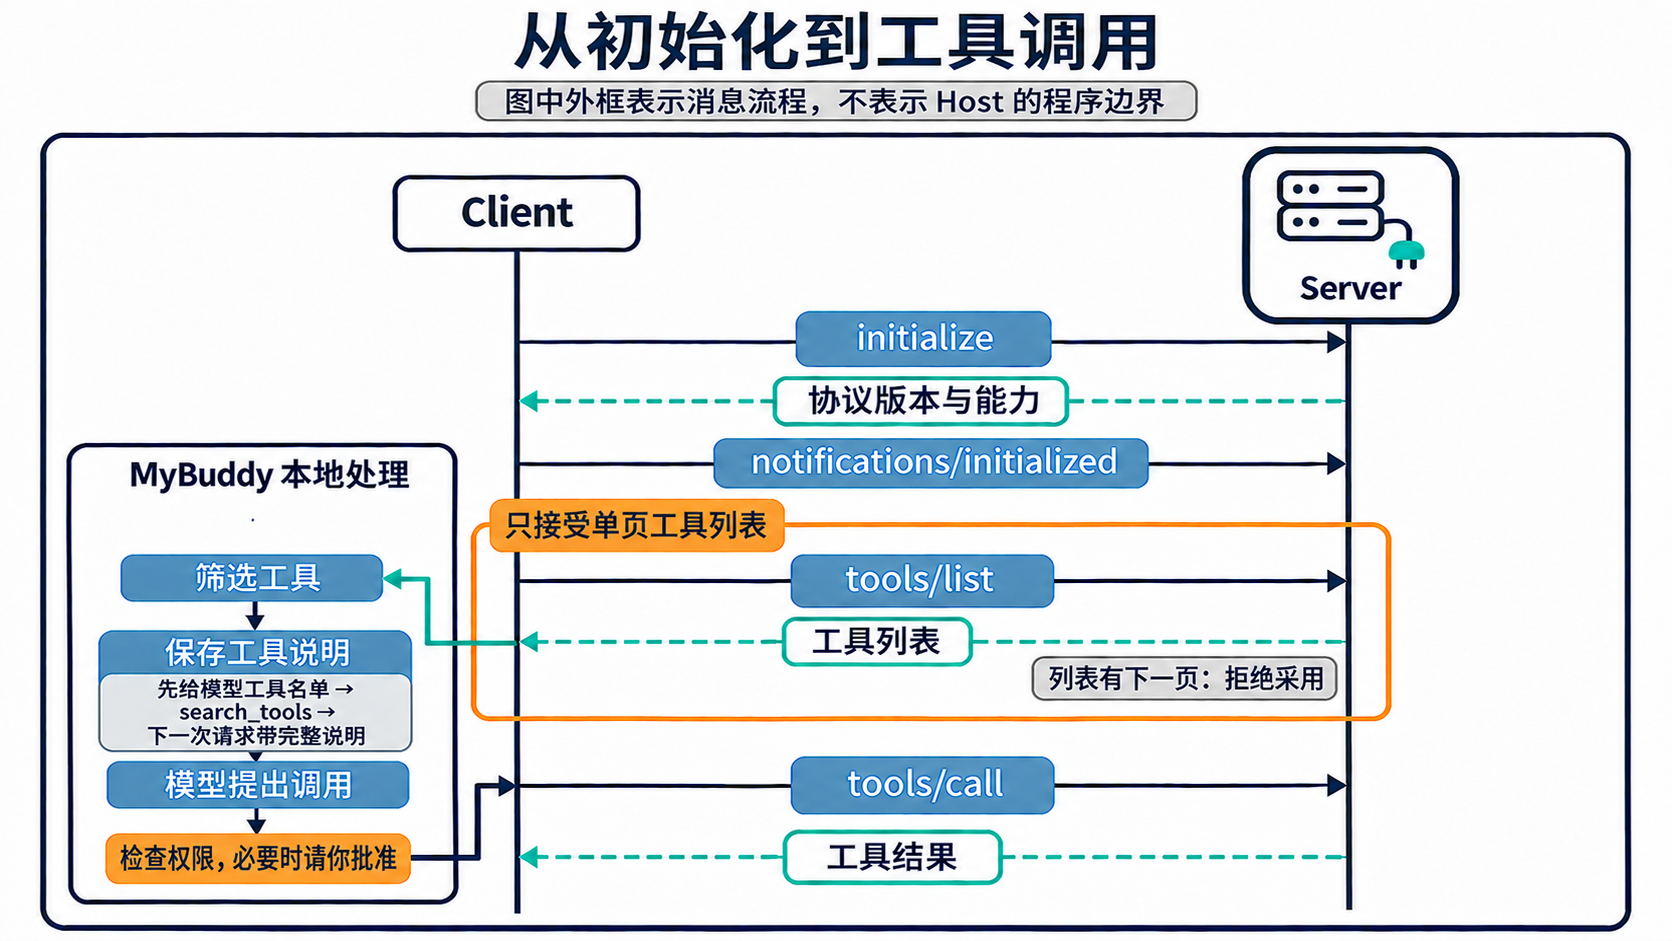 从初始化到工具调用
图中外框表示消息流程，不表示 Host 的程序边界
Client
Server
initialize
协议版本与能力
notifications/initialized
MyBuddy 本地处理
只接受单页工具列表
筛选工具
tools/list
保存工具说明
工具列表
先给模型工具名单 →
search_tools →
下一次请求带完整说明
列表有下一页：拒绝采用
模型提出调用
tools/call
检查权限，必要时请你批准
工具结果